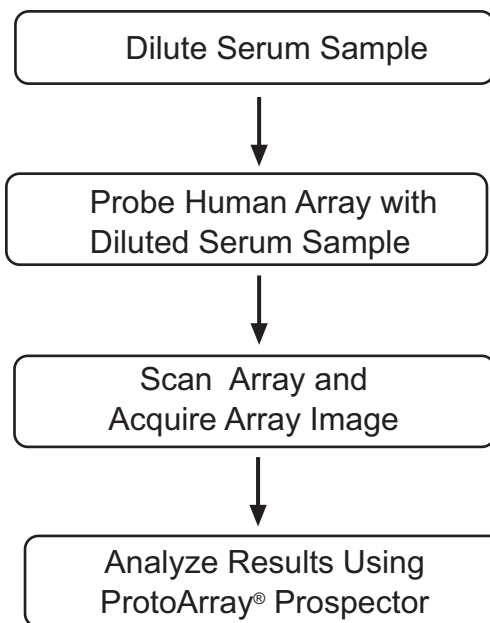 Dilute Serum Sample
Probe Human Array with
Diluted Serum Sample
Scan Array and
Acquire Array Image
Analyze Results Using
ProtoArray® Prospector